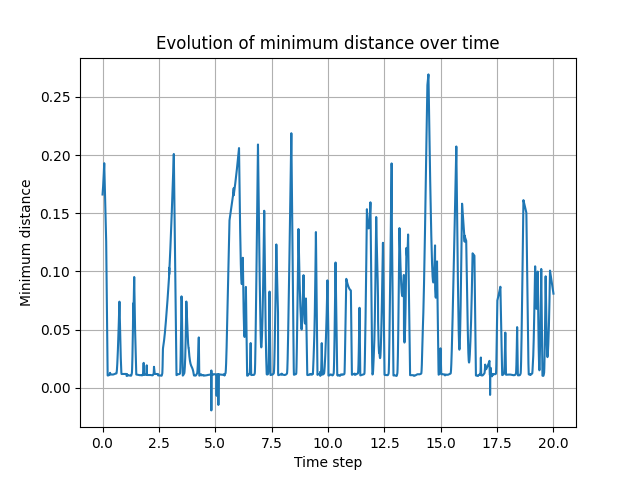 Evolution of minimum distance over time
0.25
0.20
0.15
0.10
0.05
0.00
Minimum distance
0.0 2.5 5.0 7.5 10.0 12.5 15.0 17.5 20.0
Time step